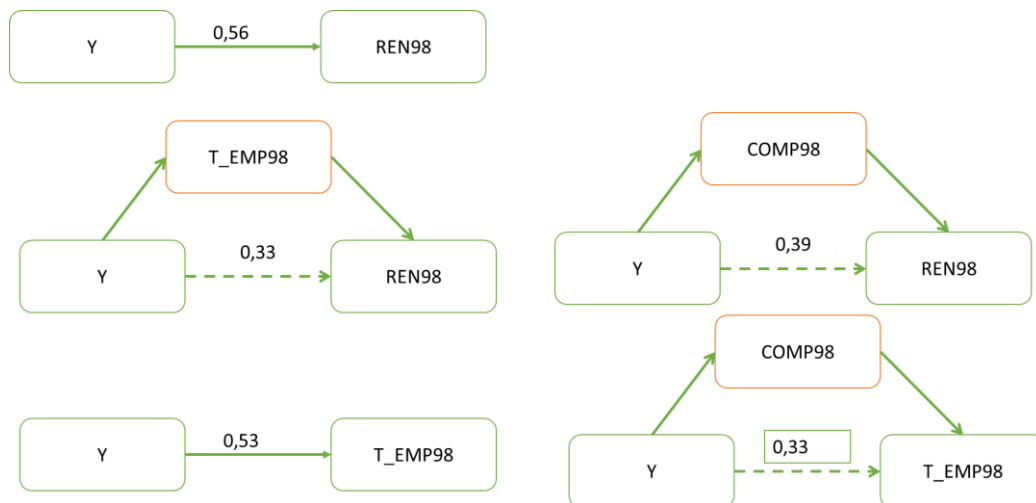 0,56
Y
REN98
T_EMP98
0,33
Y
REN98
COMP98
0,39
Y
REN98
0,53
Y
T_EMP98
COMP98
0,33
Y
T_EMP98